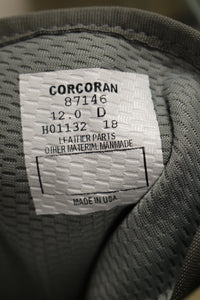 CORCORAN
87146
12.0 D
H01132 18
LEATHER PARTS
OTHER MATERIAL MANMADE
MADE IN USA